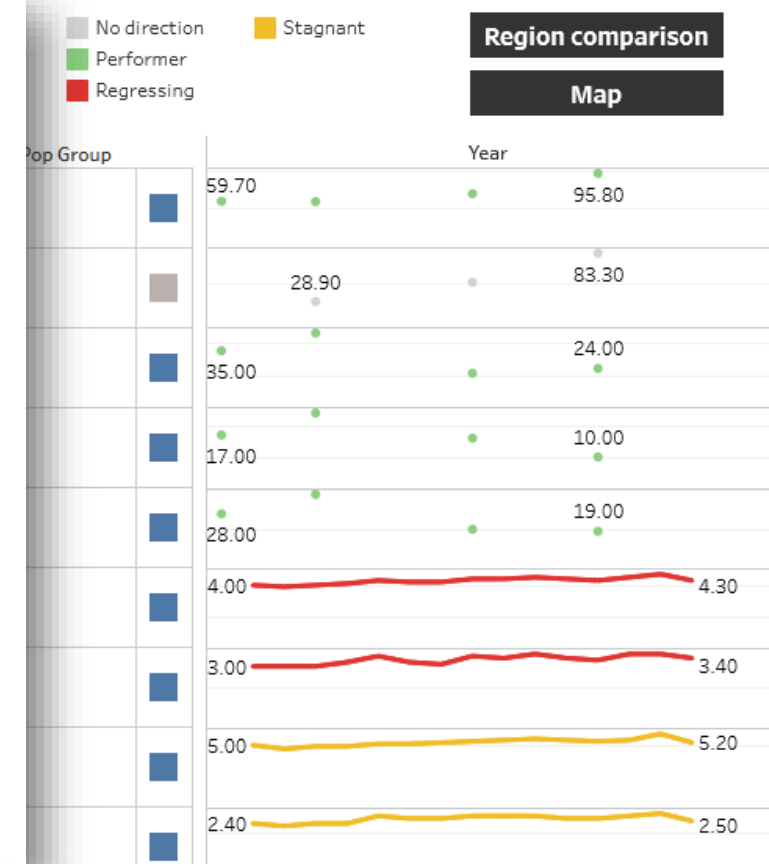 No direction
Stagnant
Performer
Regressing
Region comparison
Map
Pop Group
Year
59.70
95.80
28.90
83.30
35.00
24.00
17.00
10.00
28.00
19.00
4.00
4.30
3.00
3.40
5.00
5.20
2.40
2.50